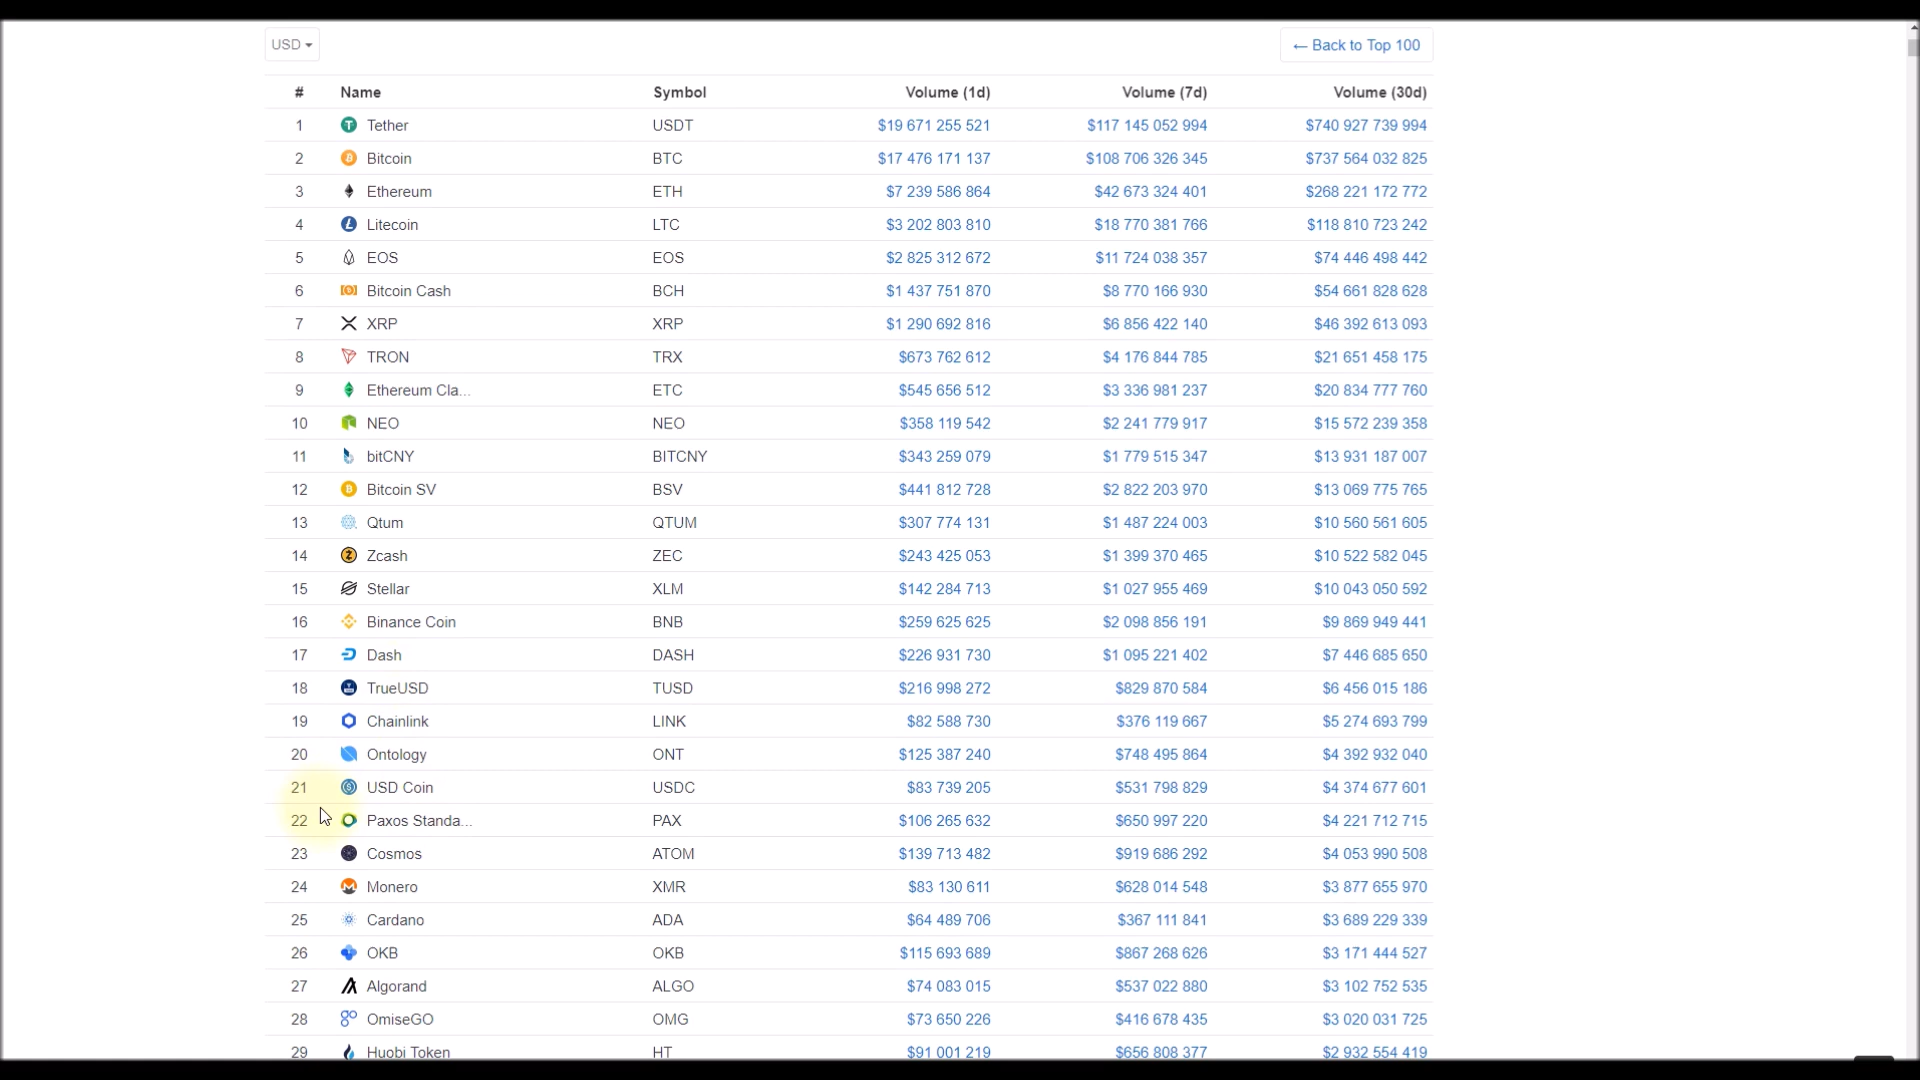 USD
← Back to Top 100
# Name Symbol Volume (1d) Volume (7d) Volume (30d)
1 Tether USDT $19 671 255 521 $117 145 052 994 $740 927 739 994
2 Bitcoin BTC $17 476 171 137 $108 706 326 345 $737 564 032 825
3 Ethereum ETH $7 239 586 864 $42 673 324 401 $268 221 172 772
4 Litecoin LTC $3 202 803 810 $18 770 381 766 $118 810 723 242
5 EOS EOS $2 825 312 672 $11 724 038 357 $74 446 498 442
6 Bitcoin Cash BCH $1 437 751 870 $8 770 166 930 $54 661 828 628
7 XRP XRP $1 290 692 816 $6 856 422 140 $46 392 613 093
8 TRON TRX $673 762 612 $4 176 844 785 $21 651 458 175
9 Ethereum Cla... ETC $545 656 512 $3 336 981 237 $20 834 777 760
10 NEO NEO $358 119 542 $2 241 779 917 $15 572 239 358
11 bitCNY BITCNY $343 259 079 $1 779 515 347 $13 931 187 007
12 Bitcoin SV BSV $441 812 728 $2 822 203 970 $13 069 775 765
13 Qtum QTUM $307 774 131 $1 487 224 003 $10 560 561 605
14 Zcash ZEC $243 425 053 $1 399 370 465 $10 522 582 045
15 Stellar XLM $142 284 713 $1 027 955 469 $10 043 050 592
16 Binance Coin BNB $259 625 625 $2 098 856 191 $9 869 949 441
17 Dash DASH $226 931 730 $1 095 221 402 $7 446 685 650
18 TrueUSD TUSD $216 998 272 $829 870 584 $6 456 015 186
19 Chainlink LINK $82 588 730 $376 119 667 $5 274 693 799
20 Ontology ONT $125 387 240 $748 495 864 $4 392 932 040
21 USD Coin USDC $83 739 205 $531 798 829 $4 374 677 601
22 Paxos Standa... PAX $106 265 632 $650 997 220 $4 221 712 715
23 Cosmos ATOM $139 713 482 $919 686 292 $4 053 990 508
24 Monero XMR $83 130 611 $628 014 548 $3 877 655 970
25 Cardano ADA $64 489 706 $367 111 841 $3 689 229 339
26 OKB OKB $115 693 689 $867 268 626 $3 171 444 527
27 Algorand ALGO $74 083 015 $537 022 880 $3 102 752 535
28 OmiseGO OMG $73 650 226 $416 678 435 $3 020 031 725
29 Huobi Token HT $91 001 219 $656 808 377 $2 932 554 419